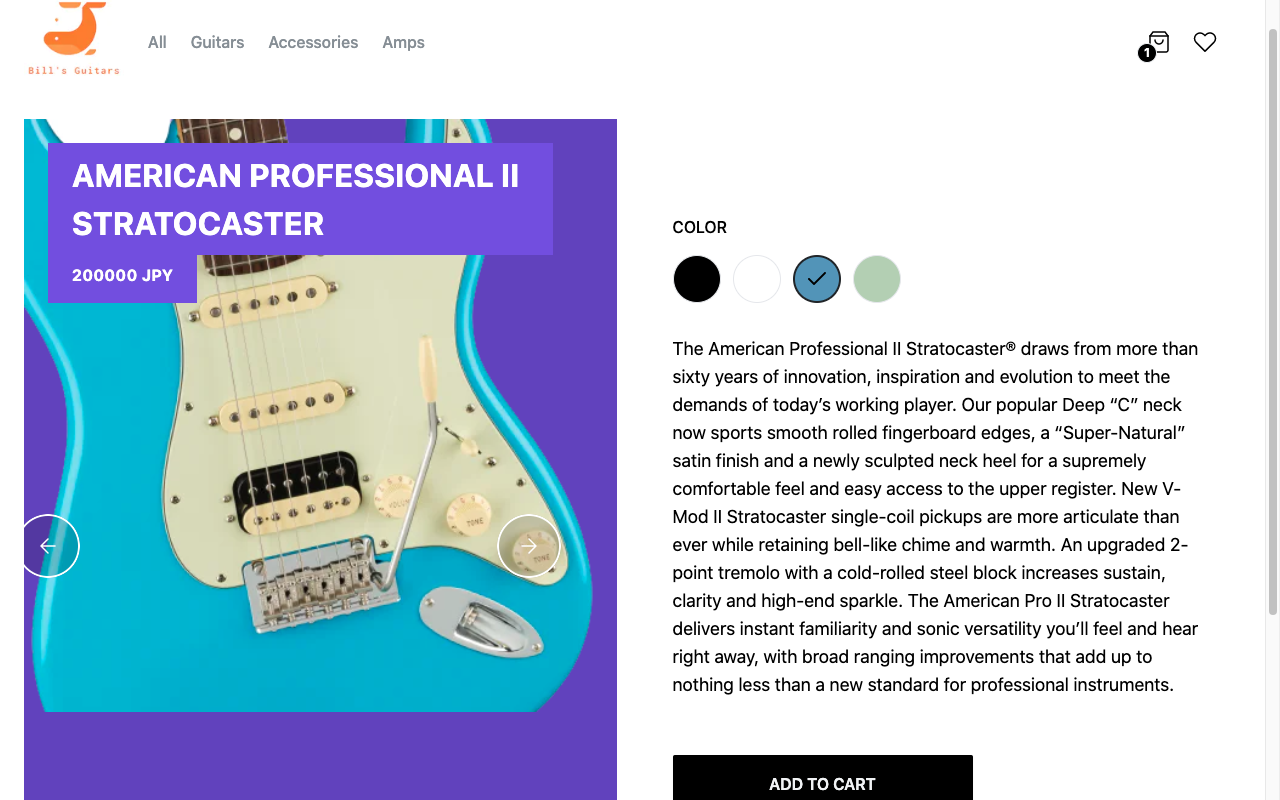 Bill's Guitars
All
Guitars
Accessories
Amps
1
AMERICAN PROFESSIONAL II
STRATOCASTER
200000 JPY
VOLUME
TONE
TONE
COLOR
The American Professional II Stratocaster® draws from more than
sixty years of innovation, inspiration and evolution to meet the
demands of today’s working player. Our popular Deep “C” neck
now sports smooth rolled fingerboard edges, a “Super-Natural”
satin finish and a newly sculpted neck heel for a supremely
comfortable feel and easy access to the upper register. New V-
Mod II Stratocaster single-coil pickups are more articulate than
ever while retaining bell-like chime and warmth. An upgraded 2-
point tremolo with a cold-rolled steel block increases sustain,
clarity and high-end sparkle. The American Pro II Stratocaster
delivers instant familiarity and sonic versatility you’ll feel and hear
right away, with broad ranging improvements that add up to
nothing less than a new standard for professional instruments.
ADD TO CART